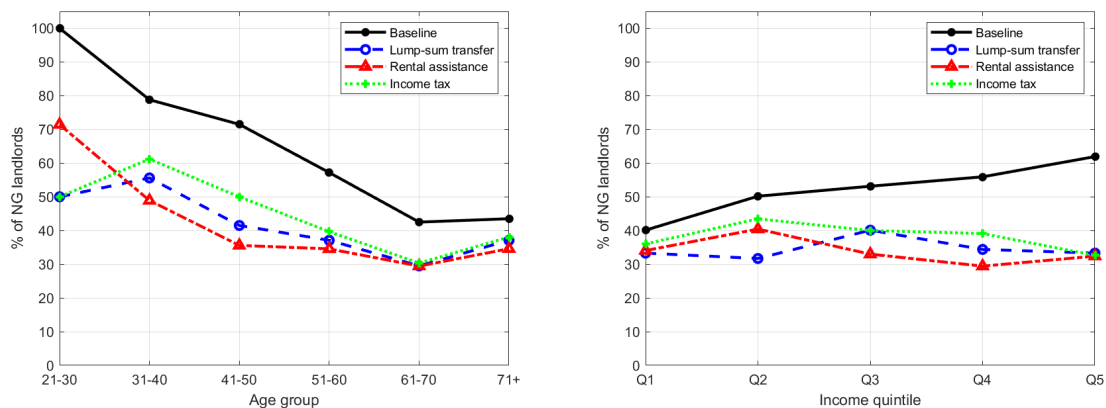 % of NG landlords
100
90
80
70
60
50
40
30
20
10
0
21-30
31-40
41-50
51-60
61-70
71+
Age group
Baseline
Lump-sum transfer
Rental assistance
Income tax
% of NG landlords
100
90
80
70
60
50
40
30
20
10
0
Q1
Q2
Q3
Q4
Q5
Income quintile
Baseline
Lump-sum transfer
Rental assistance
Income tax